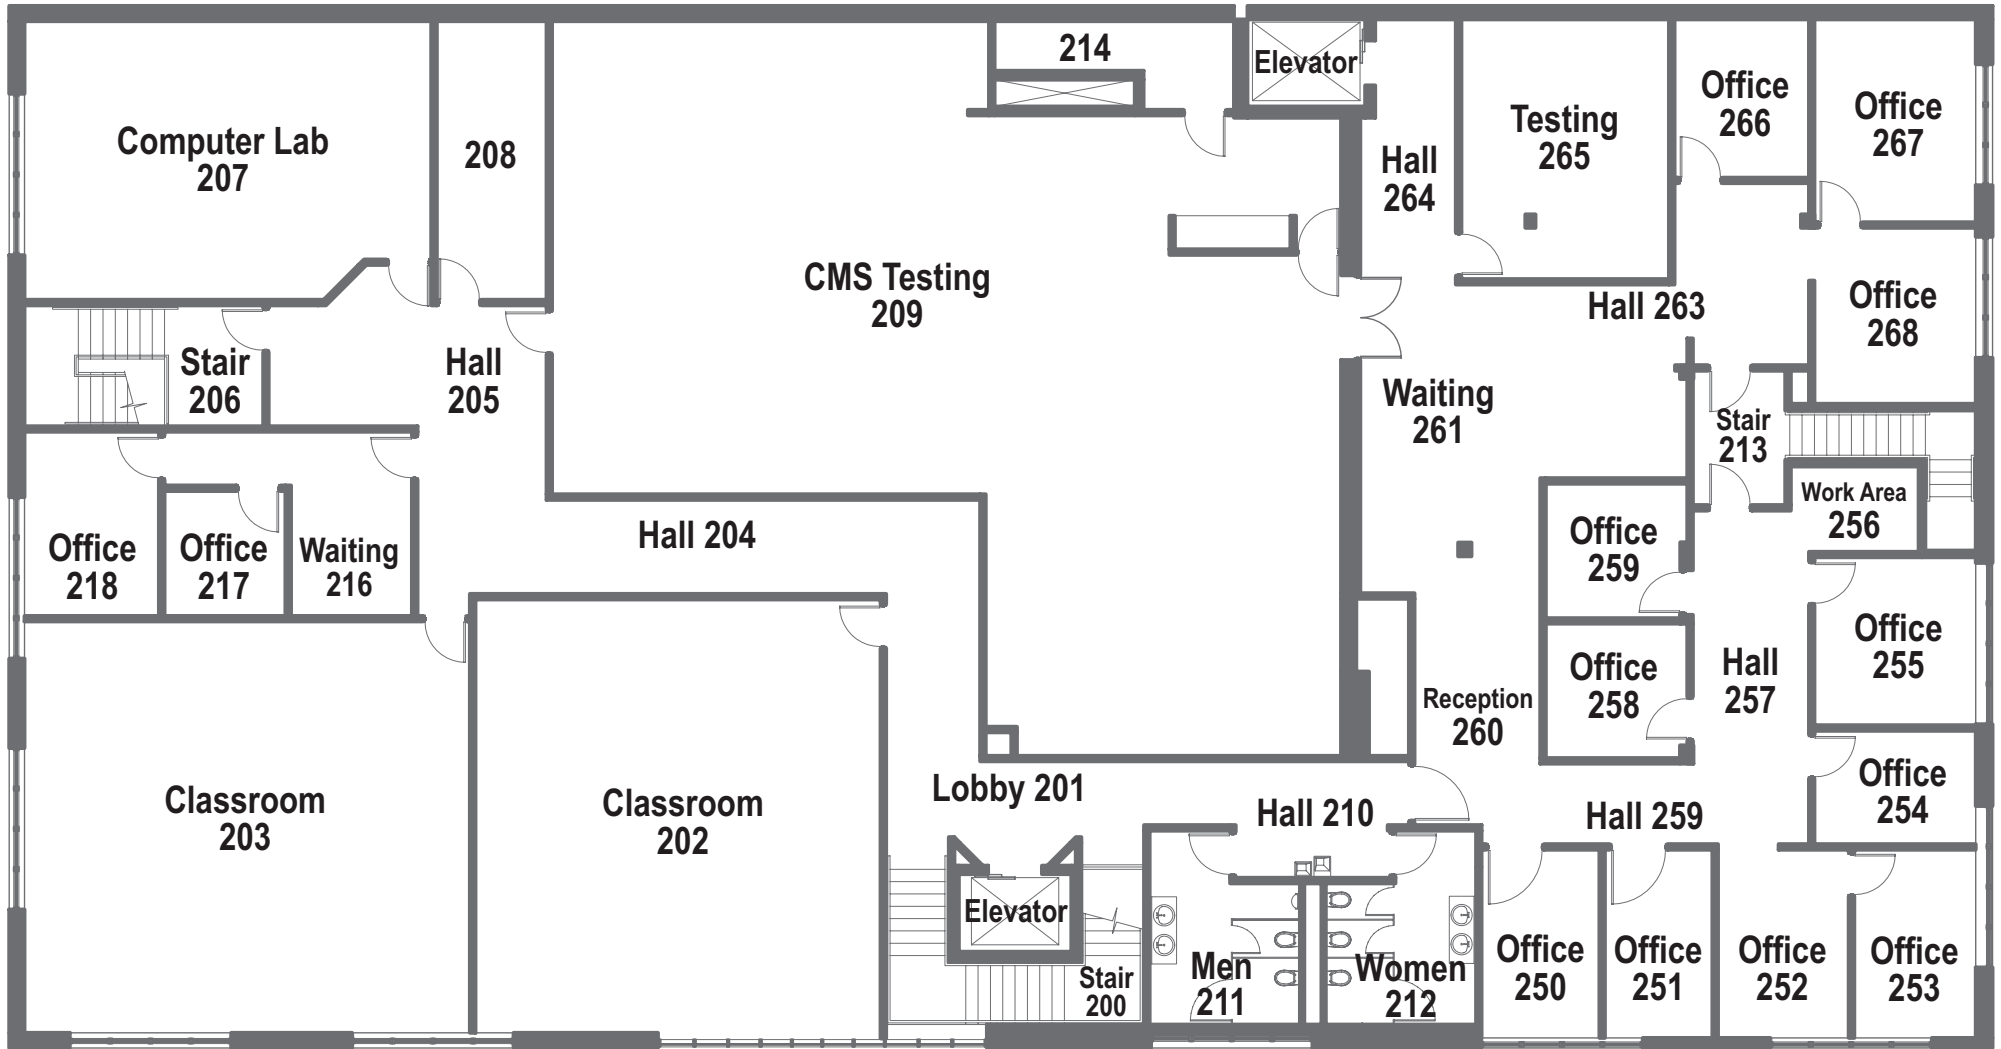 214
Elevator
Office
266
Office
267
Computer Lab
207
208
Testing
265
Hall
264
CMS Testing
209
Hall 263
Office
268
Stair
206
Hall
205
Waiting
261
Stair
213
Work Area
256
Office
218
Office
217
Waiting
216
Hall 204
Office
259
Office
255
Office
258
Hall
257
Reception
260
Classroom
203
Classroom
202
Lobby 201
Hall 210
Hall 259
Office
254
Elevator
Stair
200
Men
211
Women
212
Office
250
Office
251
Office
252
Office
253